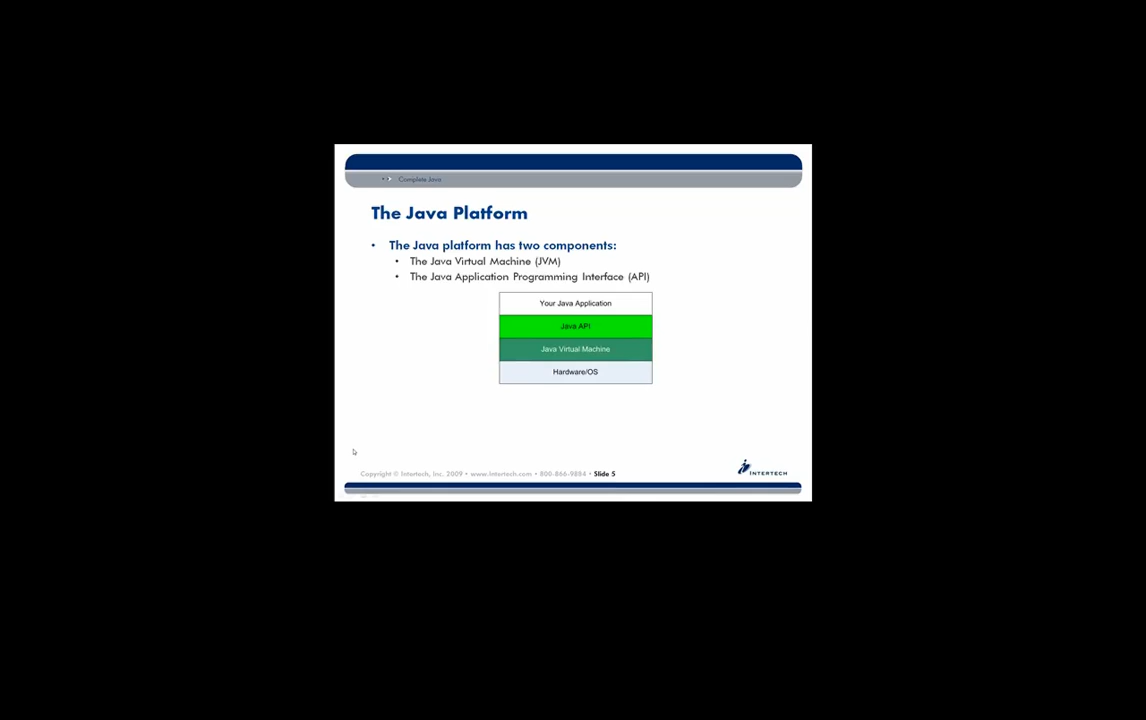 Complete Java
The Java Platform
• The Java platform has two components:
• The Java Virtual Machine (JVM)
• The Java Application Programming Interface (API)
Your Java Application
Java API
Java Virtual Machine
Hardware/OS
Copyright © Intertech, Inc. 2009 • www.Intertech.com • 800-866-9884 • Slide 5
INTERTECH